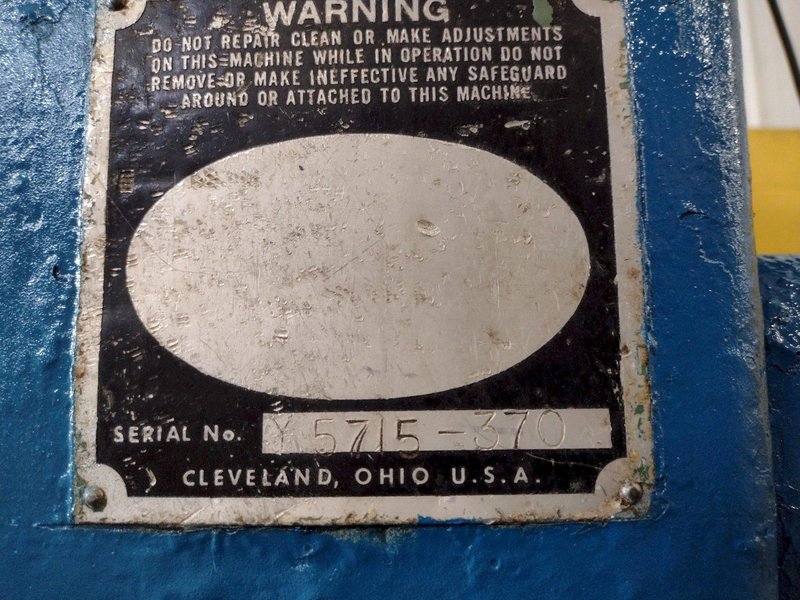 WARNING
DO NOT REPAIR CLEAN OR MAKE ADJUSTMENTS
ON THIS MACHINE WHILE IN OPERATION DO NOT
REMOVE OR MAKE INEFFECTIVE ANY SAFEGUARD
AROUND OR ATTACHED TO THIS MACHINE
SERIAL No. Y5715-370
CLEVELAND, OHIO U.S.A.